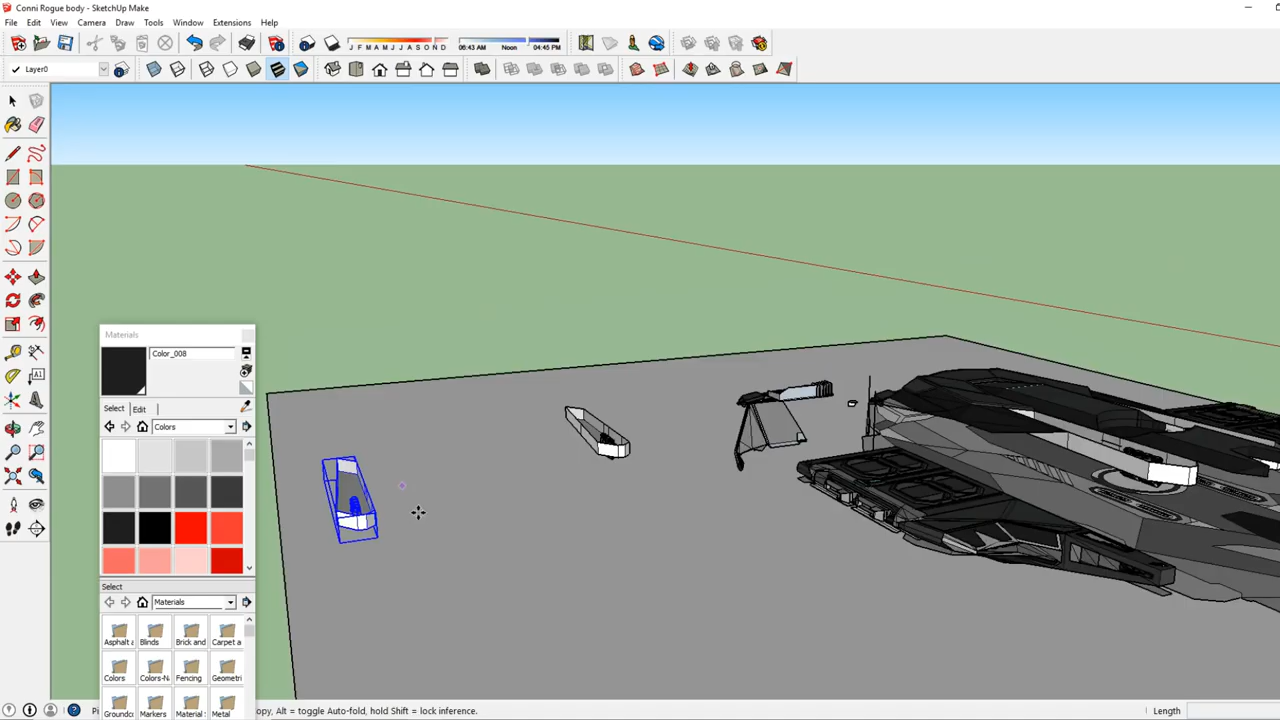 Conni Rogue body - SketchUp Make
File Edit View Camera Draw Tools Window Extensions Help
J F M A M J J A S O N D 06:43 AM Noon 04:45 PM
Layer0
A1
Materials
Color_008
Select Edit
Colors
Select
Materials
Asphalt a Blinds Brick and Carpet a
Colors Colors-N Fencing Geometri
Groundc Markers Material Metal
opy, Alt = toggle Auto-fold, hold Shift = lock inference. Length